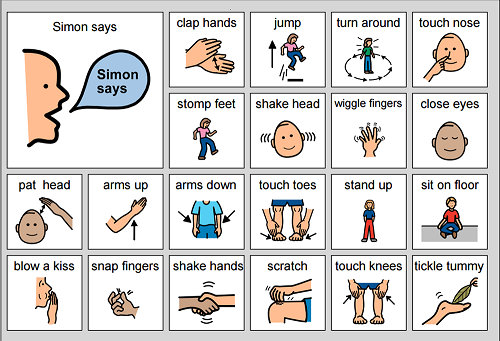 Simon says
Simon
says
clap hands
jump
turn around
touch nose
stomp feet
shake head
wiggle fingers
close eyes
pat head
arms up
arms down
touch toes
stand up
sit on floor
blow a kiss
snap fingers
shake hands
scratch
touch knees
tickle tummy